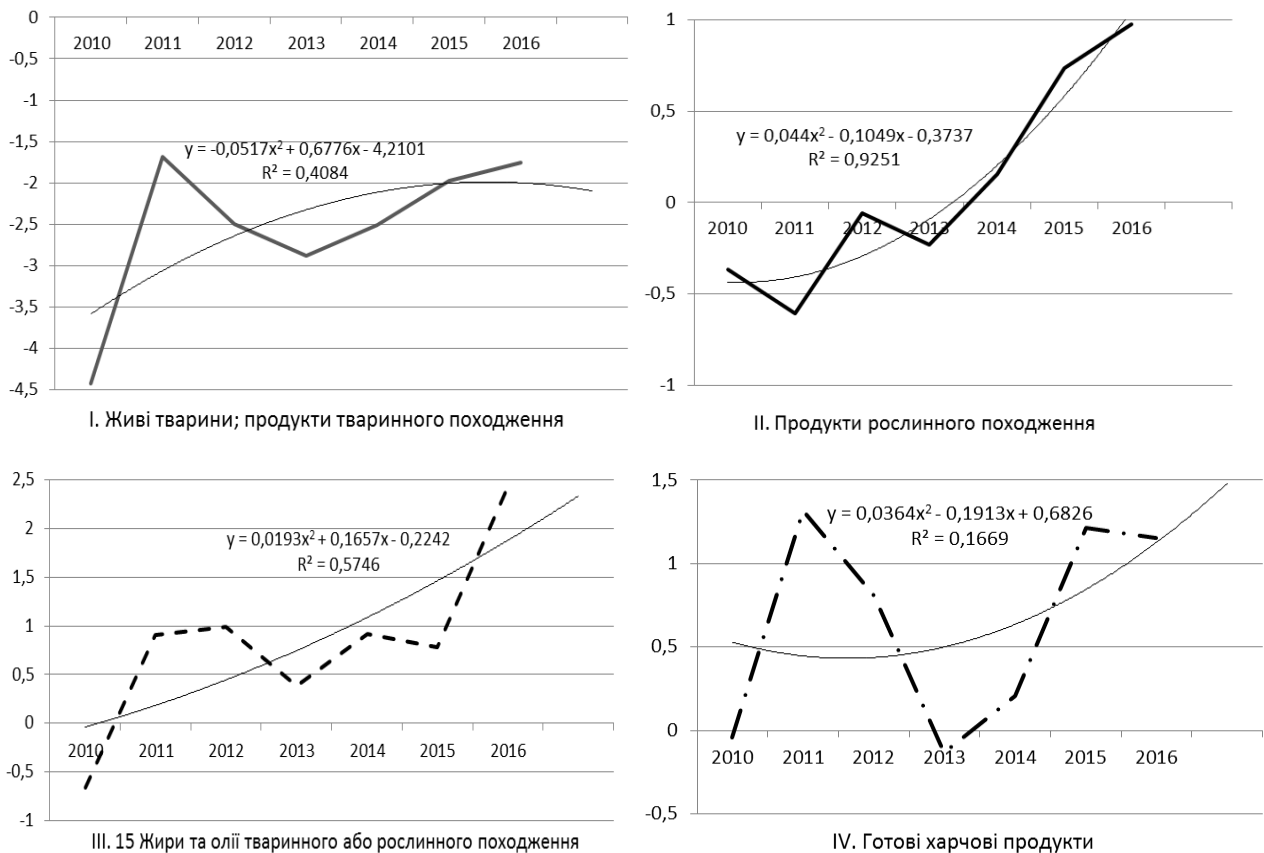 0
-0,5
-1
-1,5
-2
-2,5
-3
-3,5
-4
-4,5
2010 2011 2012 2013 2014 2015 2016
y = -0,0517x² + 0,6776x - 4,2101
R² = 0,4084
I. Живі тварини; продукти тваринного походження
1
0,5
0
-0,5
-1
2010 2011 2012 2013 2014 2015 2016
y = 0,044x² - 0,1049x - 0,3737
R² = 0,9251
II. Продукти рослинного походження
2,5
2
1,5
1
0,5
0
-0,5
-1
2010 2011 2012 2013 2014 2015 2016
y = 0,0193x² + 0,1657x - 0,2242
R² = 0,5746
III. 15 Жири та олії тваринного або рослинного походження
1,5
1
0,5
0
-0,5
2010 2011 2012 2013 2014 2015 2016
y = 0,0364x² - 0,1913x + 0,6826
R² = 0,1669
IV. Готові харчові продукти